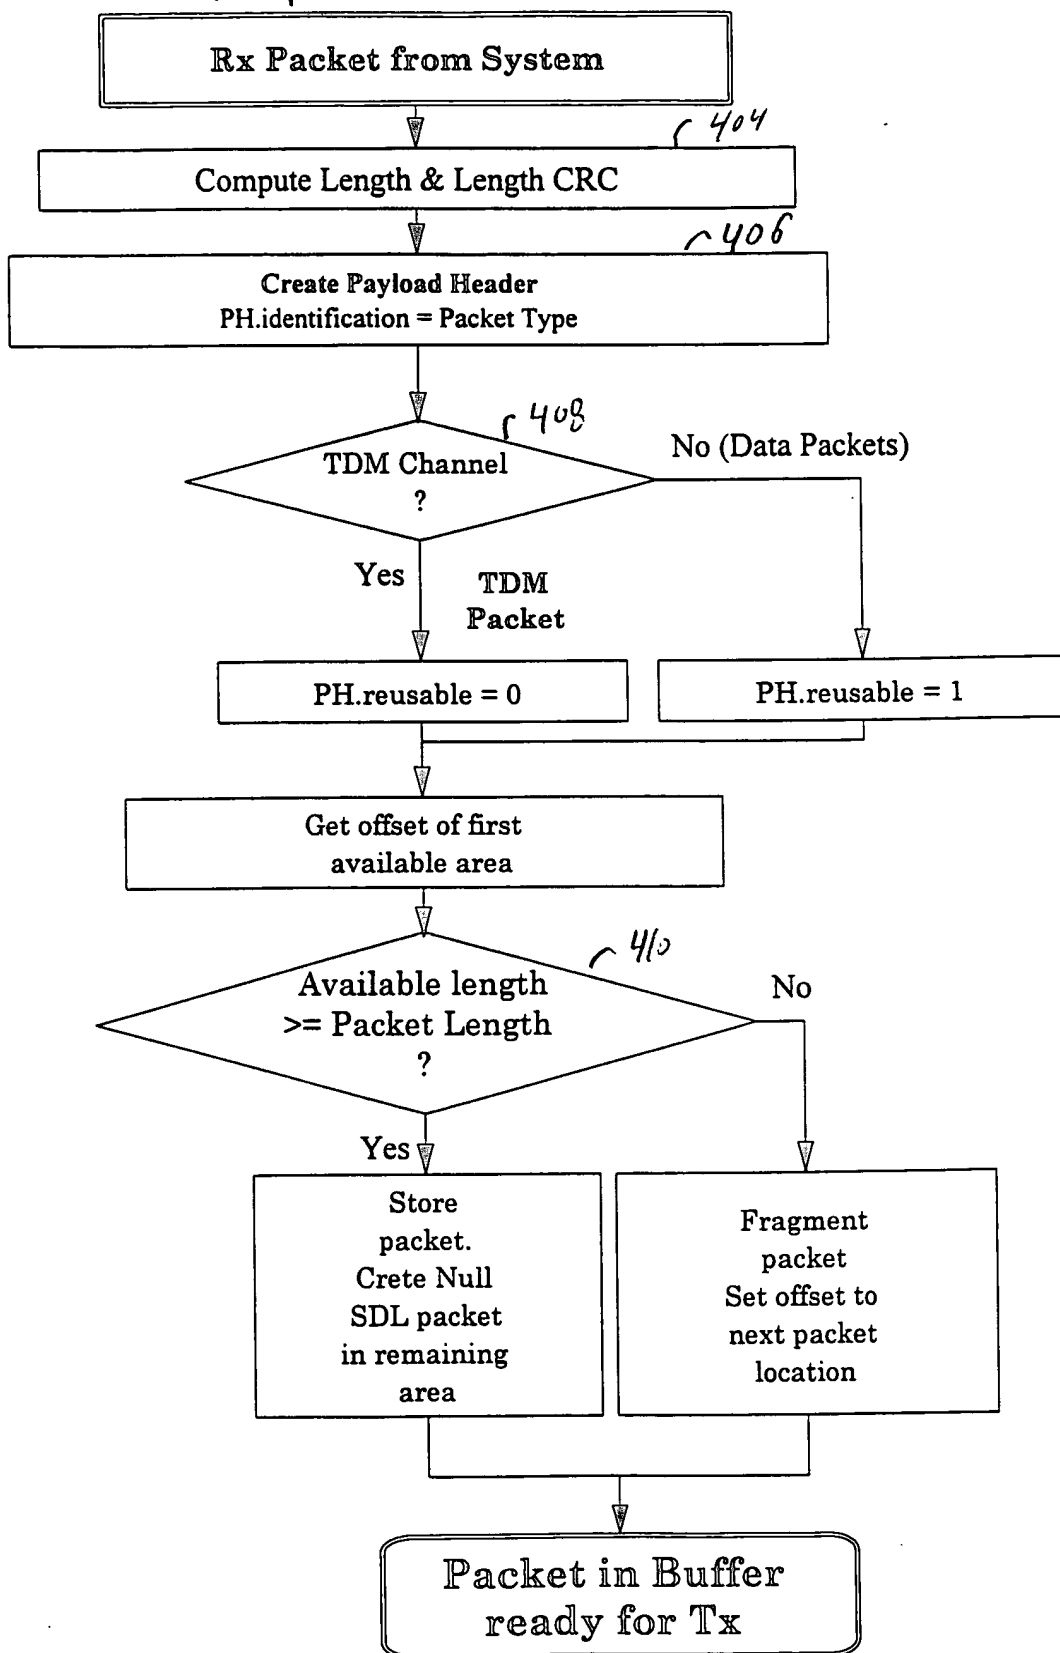 Rx Packet from System
404
Compute Length & Length CRC
406
Create Payload Header
PH.identification = Packet Type
408
TDM Channel
?
No (Data Packets)
Yes
TDM
Packet
PH.reusable = 0
PH.reusable = 1
Get offset of first
available area
410
Available length
>= Packet Length
?
No
Yes
Store
packet.
Crete Null
SDL packet
in remaining
area
Fragment
packet
Set offset to
next packet
location
Packet in Buffer
ready for Tx